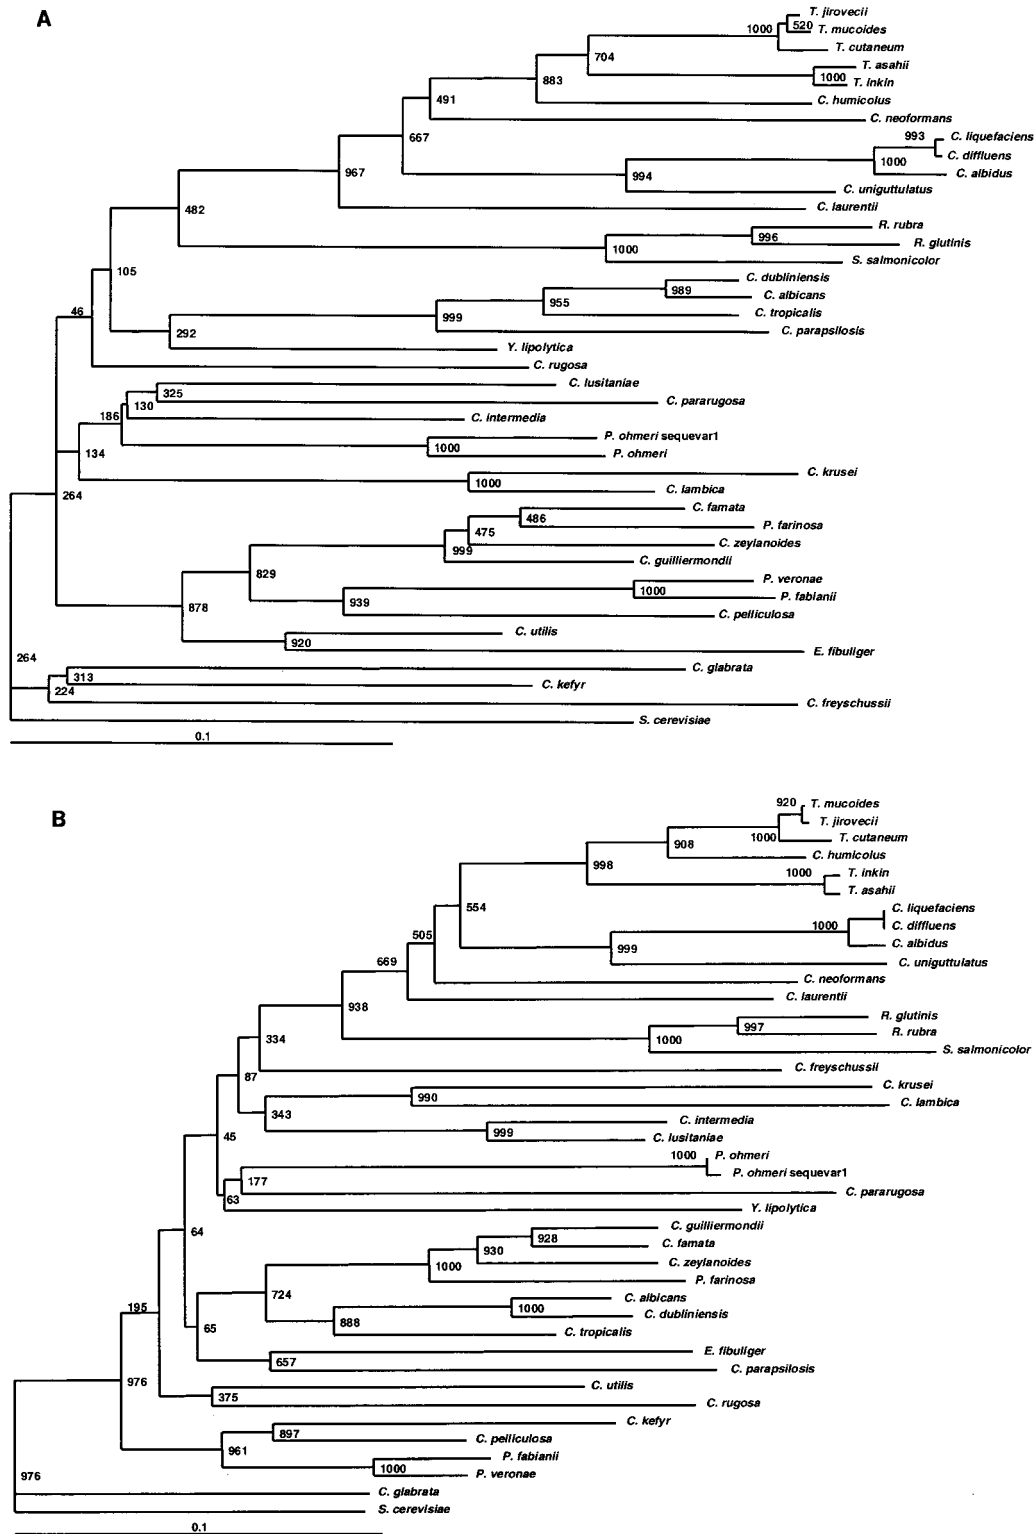 A
T. jirovecii
520
1000
T. mucoides
T. cutaneum
704
T. asahii
1000
T. inkin
883
491
C. humicolus
C. neoformans
667
993
C. liquefaciens
C. diffluens
1000
C. albidus
967
994
C. uniguttulatus
482
C. laurentii
R. rubra
996
R. glutinis
1000
S. salmonicolor
105
C. dubliniensis
989
C. albicans
955
C. tropicalis
46
999
C. parapsilosis
292
Y. lipolytica
C. rugosa
C. lusitaniae
325
C. pararugosa
130
186
C. intermedia
P. ohmeri sequevar1
1000
P. ohmeri
134
C. krusei
1000
C. lambica
264
C. famata
486
P. farinosa
475
C. zeylanoides
999
C. guilliermondii
829
P. veronae
1000
P. fabianii
939
C. pelliculosa
878
C. utilis
920
E. fibuliger
264
C. glabrata
313
C. kefyr
224
C. freyschussii
S. cerevisiae
0.1
B
920
T. mucoides
T. jirovecii
1000
T. cutaneum
908
C. humicolus
998
1000
T. inkin
T. asahii
554
C. liquefaciens
1000
C. diffluens
C. albidus
505
999
C. uniguttulatus
669
C. neoformans
C. laurentii
938
R. glutinis
997
R. rubra
1000
S. salmonicolor
334
C. freyschussii
87
C. krusei
990
C. lambica
343
C. intermedia
999
C. lusitaniae
45
1000
P. ohmeri
P. ohmeri sequevar1
177
C. pararugosa
63
Y. lipolytica
64
C. guilliermondii
928
C. famata
930
C. zeylanoides
1000
P. farinosa
724
C. albicans
1000
C. dubliniensis
888
C. tropicalis
195
65
E. fibuliger
657
C. parapsilosis
976
C. utilis
375
C. rugosa
C. kefyr
897
C. pelliculosa
961
P. fabianii
1000
P. veronae
976
C. glabrata
S. cerevisiae
0.1